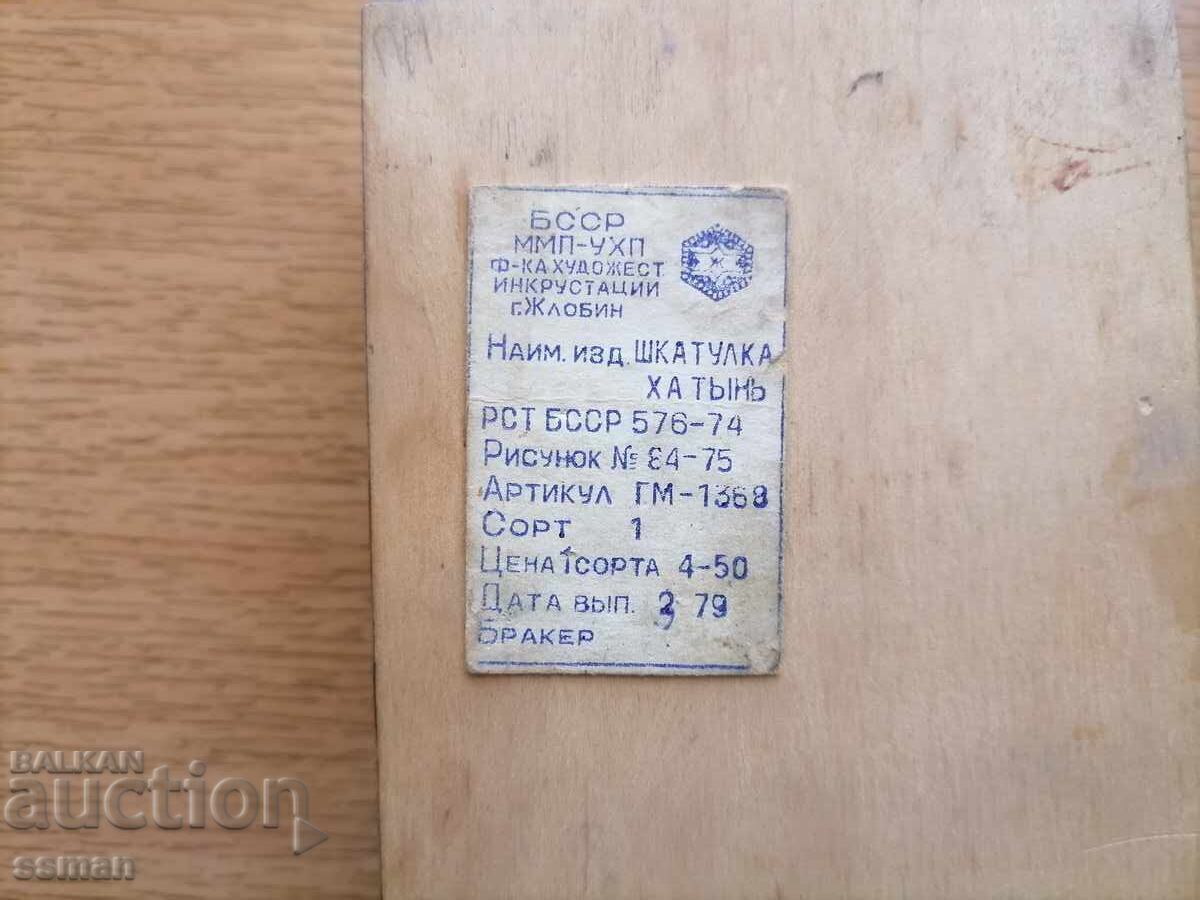 БССР
ММП-УХП
Ф-КА ХУДОЖЕСТ
ИНКРУСТАЦИИ
г. ЖЛОБИН
НАИМ. ИЗД. ШКАТУЛКА
ХАТЫНЬ
РСТ БССР 576-74
РИСУНОК № 84-75
АРТИКУЛ ГМ-1368
СОРТ 1
ЦЕНА 1 СОРТА 4-50
ДАТА ВЫП. 79
БРАКЕР
BALKAN
auction
ssman